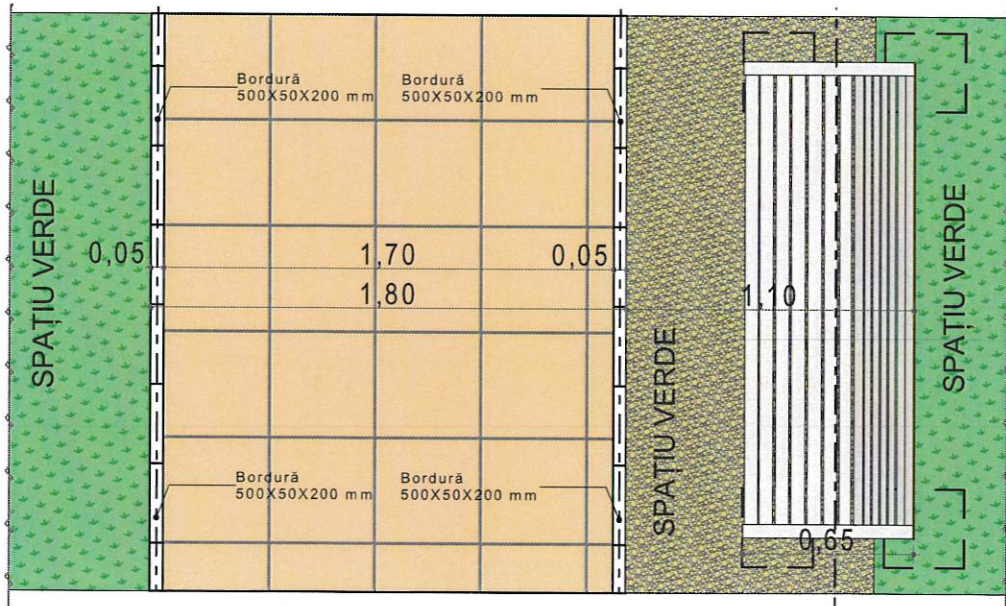 Bordură
500X50X200 mm
Bordură
500X50X200 mm
SPAȚIU VERDE
0,05
1,70
0,05
1,80
1,10
SPAȚIU VERDE
SPAȚIU VERDE
Bordură
500X50X200 mm
Bordură
500X50X200 mm
0,65